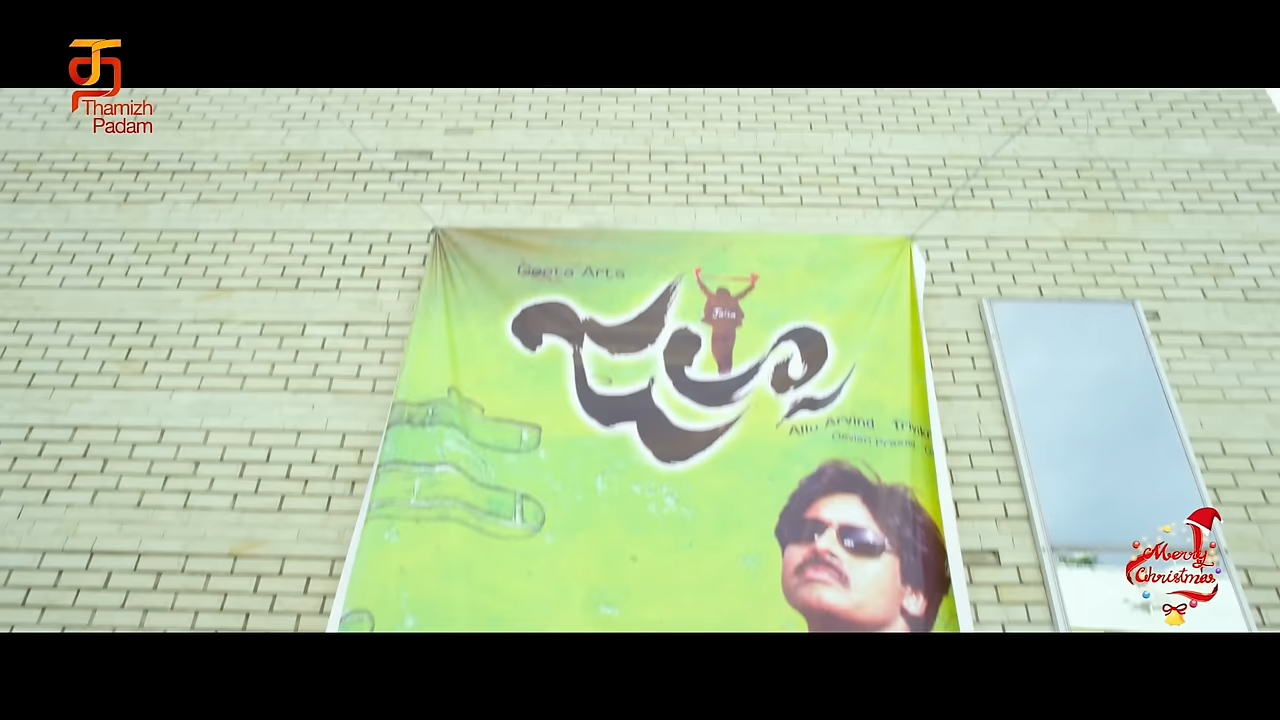 த
Thamizh
Padam
Geeta Arts
జల్సా
Jalsa
Allu Arvind
Merry
Christmas